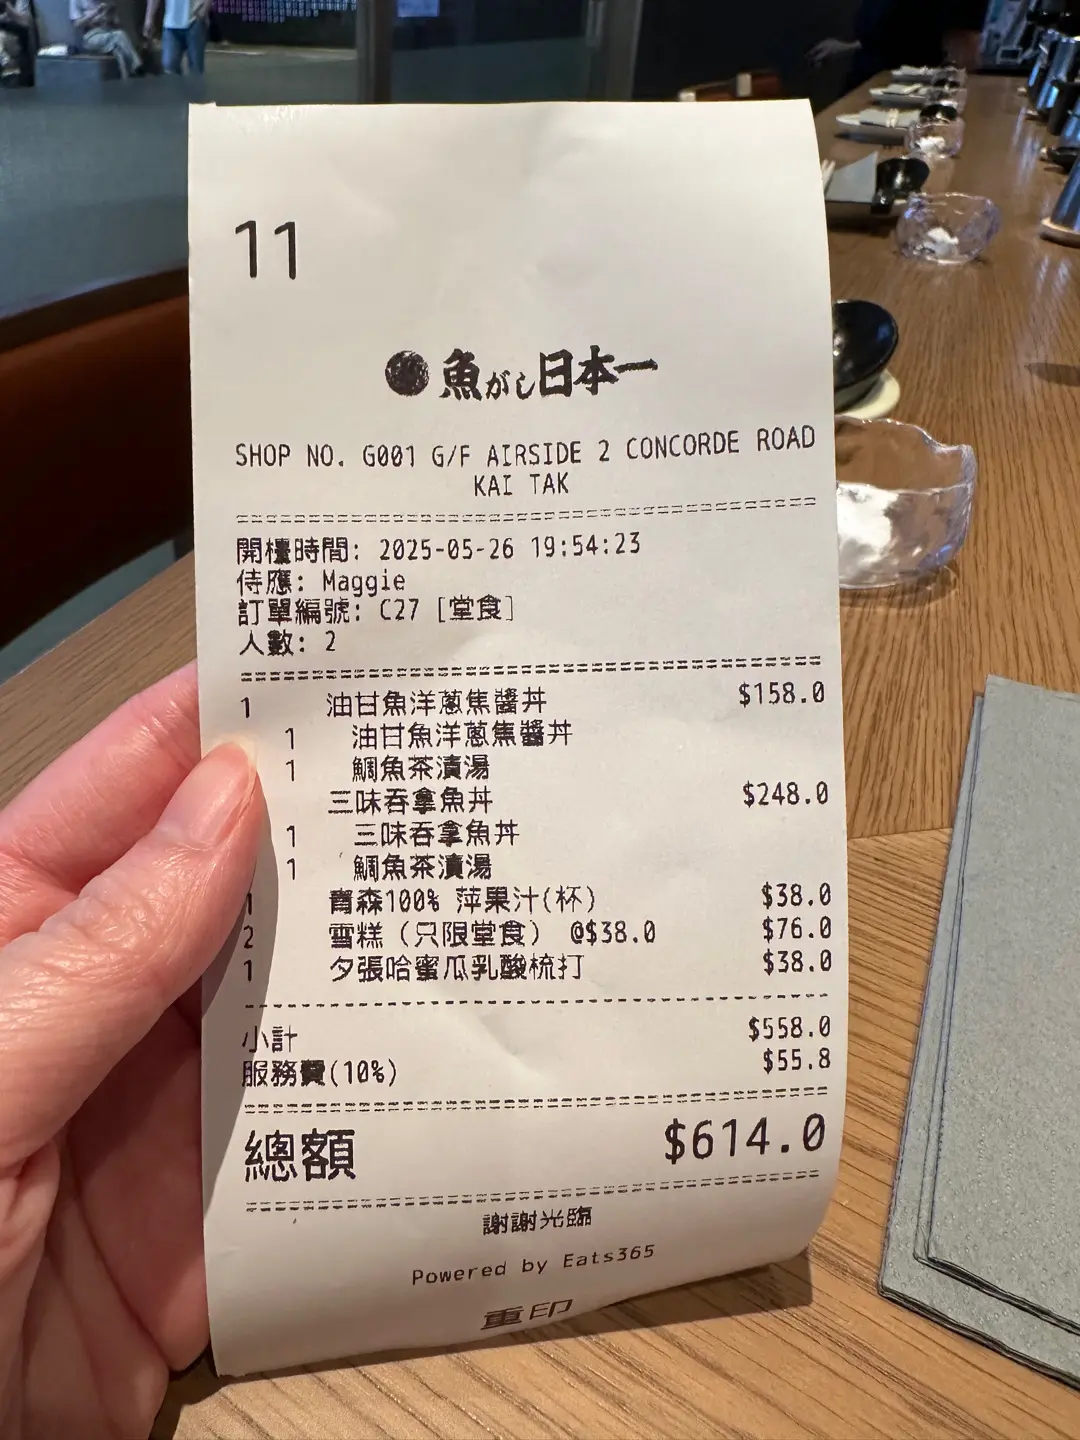 11
魚がし日本一
SHOP NO. G001 G/F AIRSIDE 2 CONCORDE ROAD
KAI TAK
開檯時間: 2025-05-26 19:54:23
侍應: Maggie
訂單編號: C27 [堂食]
人數: 2
1 油甘魚洋蔥焦醬丼 $158.0
1 油甘魚洋蔥焦醬丼
1 鯛魚茶漬湯
三味吞拿魚丼 $248.0
1 三味吞拿魚丼
1 鯛魚茶漬湯
1 青森100% 蘋果汁(杯) $38.0
2 雪糕（只限堂食） @$38.0 $76.0
1 夕張哈蜜瓜乳酸梳打 $38.0
小計 $558.0
服務費(10%) $55.8
總額 $614.0
謝謝光臨
Powered by Eats365
重印